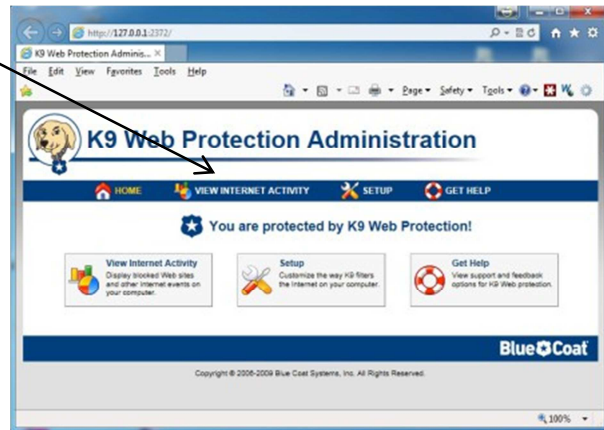 http://127.0.0.1:2372/
K9 Web Protection Adminis...
File Edit View Favorites Tools Help
Page Safety Tools
K9 Web Protection Administration
HOME VIEW INTERNET ACTIVITY SETUP GET HELP
You are protected by K9 Web Protection!
View Internet Activity
Display blocked Web sites
and other Internet events on
your computer.
Setup
Customize the way K9 filters
the Internet on your computer.
Get Help
View support and feedback
options for K9 Web protection.
Blue Coat
Copyright © 2006-2009 Blue Coat Systems, Inc. All Rights Reserved.
100%